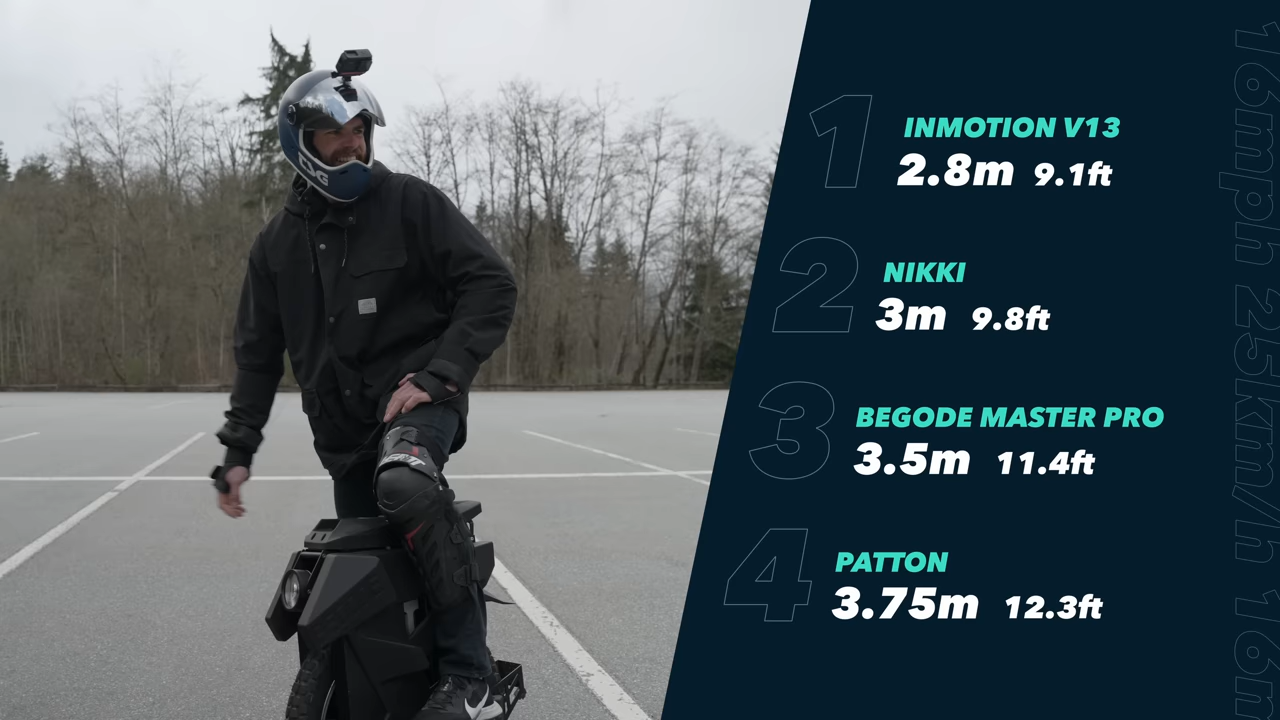 1
INMOTION V13
2.8m 9.1ft
2
NIKKI
3m 9.8ft
3
BEGODE MASTER PRO
3.5m 11.4ft
4
PATTON
3.75m 12.3ft
16mph 25km/h 16m